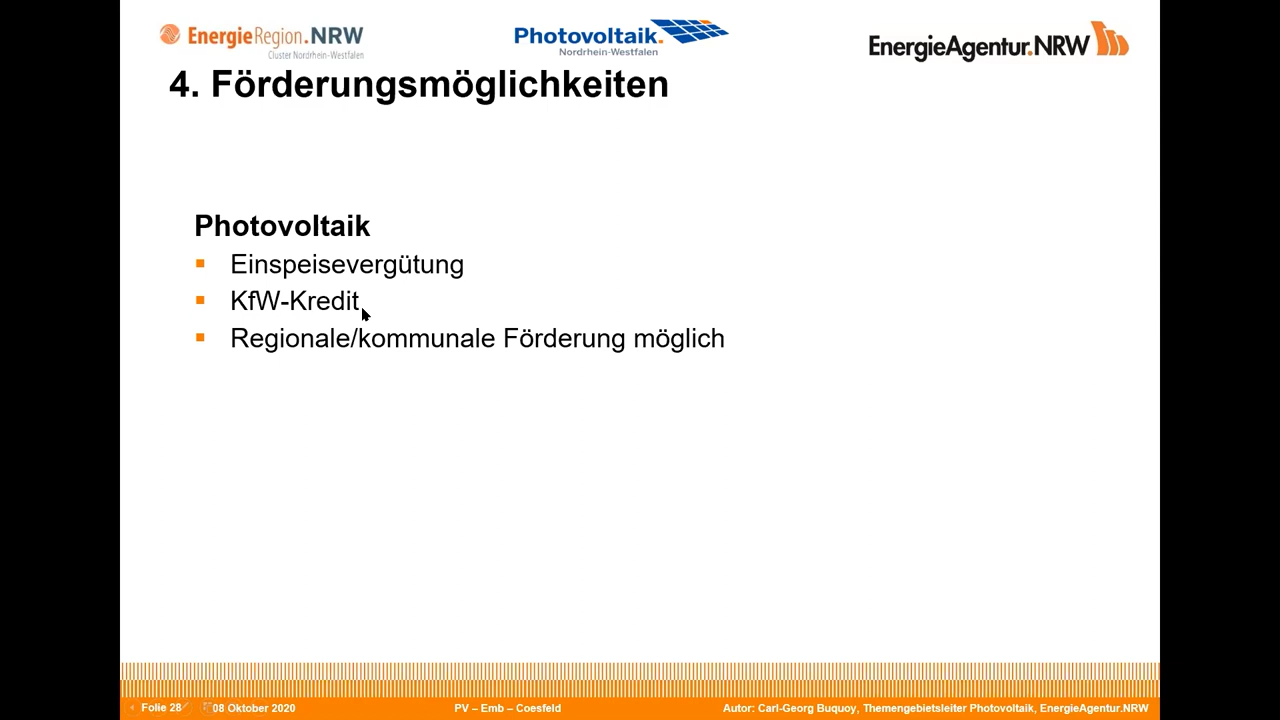 EnergieRegion.NRW
Cluster Nordrhein-Westfalen
Photovoltaik.
Nordrhein-Westfalen
EnergieAgentur.NRW
4. Förderungsmöglichkeiten
Photovoltaik
Einspeisevergütung
KfW-Kredit
Regionale/kommunale Förderung möglich
Folie 28
08 Oktober 2020
PV – Emb – Coesfeld
Autor: Carl-Georg Buquoy, Themengebietsleiter Photovoltaik, EnergieAgentur.NRW